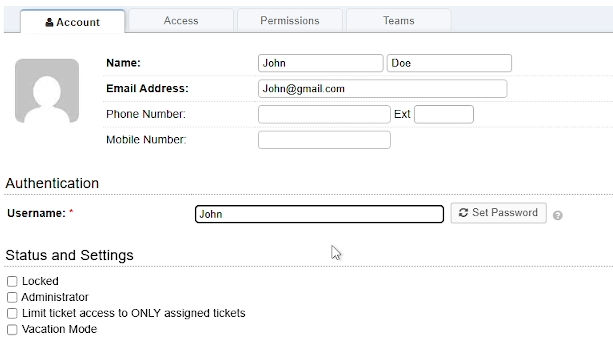 Account Access Permissions Teams
Name: John Doe
Email Address: John@gmail.com
Phone Number: Ext
Mobile Number:
Authentication
Username: * John Set Password ?
Status and Settings
Locked
Administrator
Limit ticket access to ONLY assigned tickets
Vacation Mode